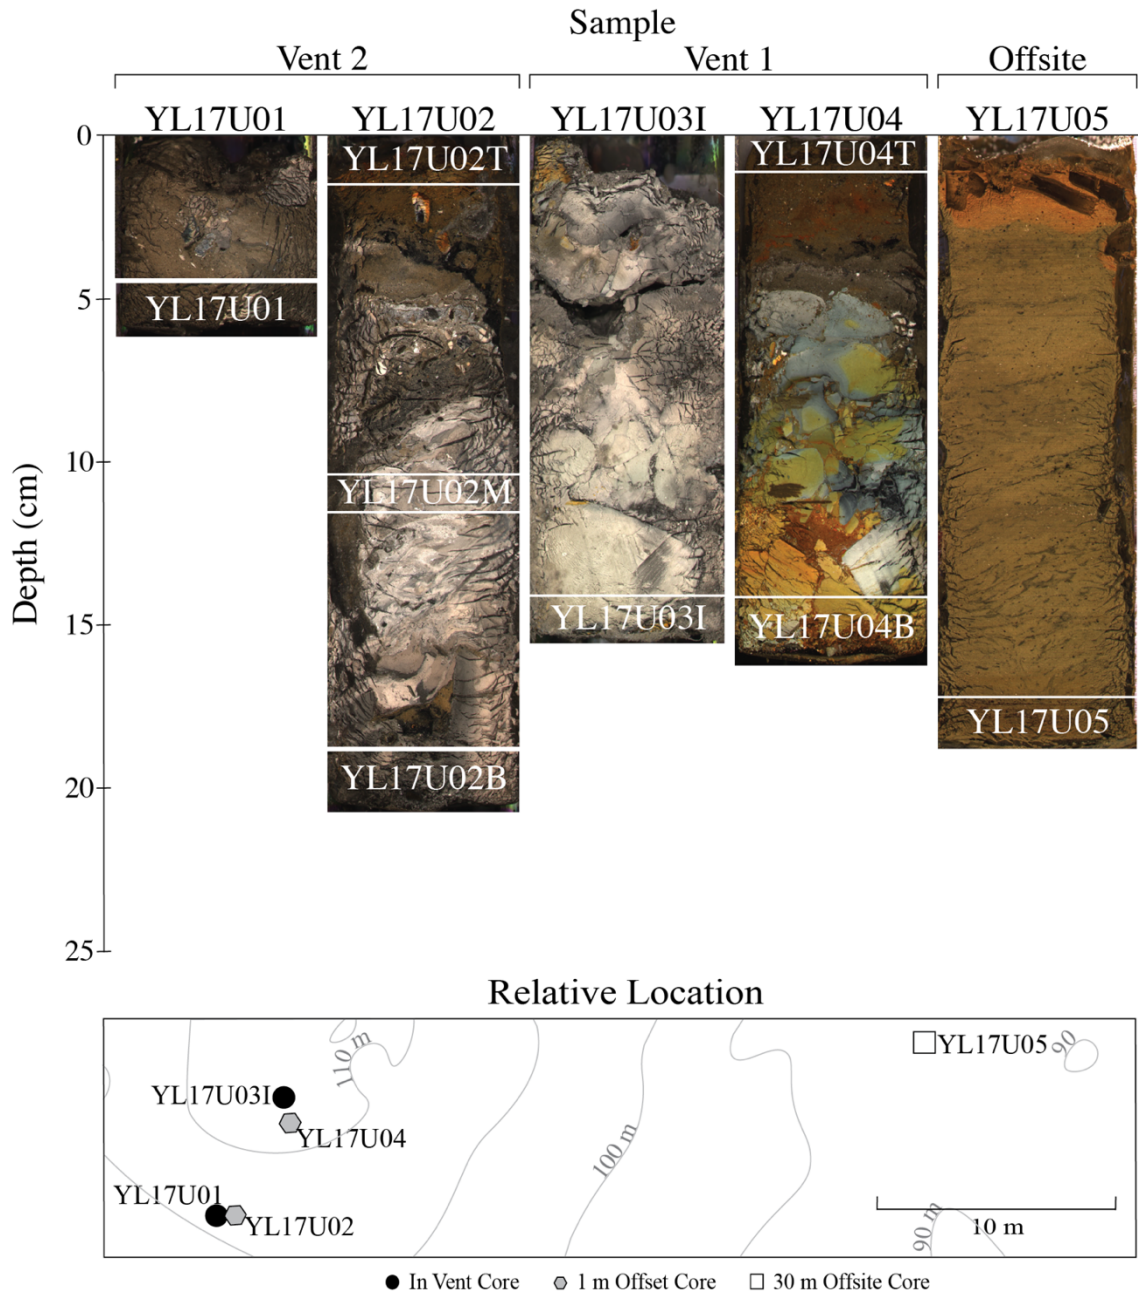 Sample
Vent 2 Vent 1 Offsite
YL17U01 YL17U02 YL17U03I YL17U04 YL17U05
0
YL17U02T YL17U04T
5
YL17U01
10
YL17U02M
Depth (cm)
15
YL17U03I YL17U04B
YL17U05
20
YL17U02B
25
Relative Location
110 m
YL17U05 90
YL17U03I
YL17U04
100 m
YL17U01
YL17U02
90 m
10 m
In Vent Core 1 m Offset Core 30 m Offsite Core